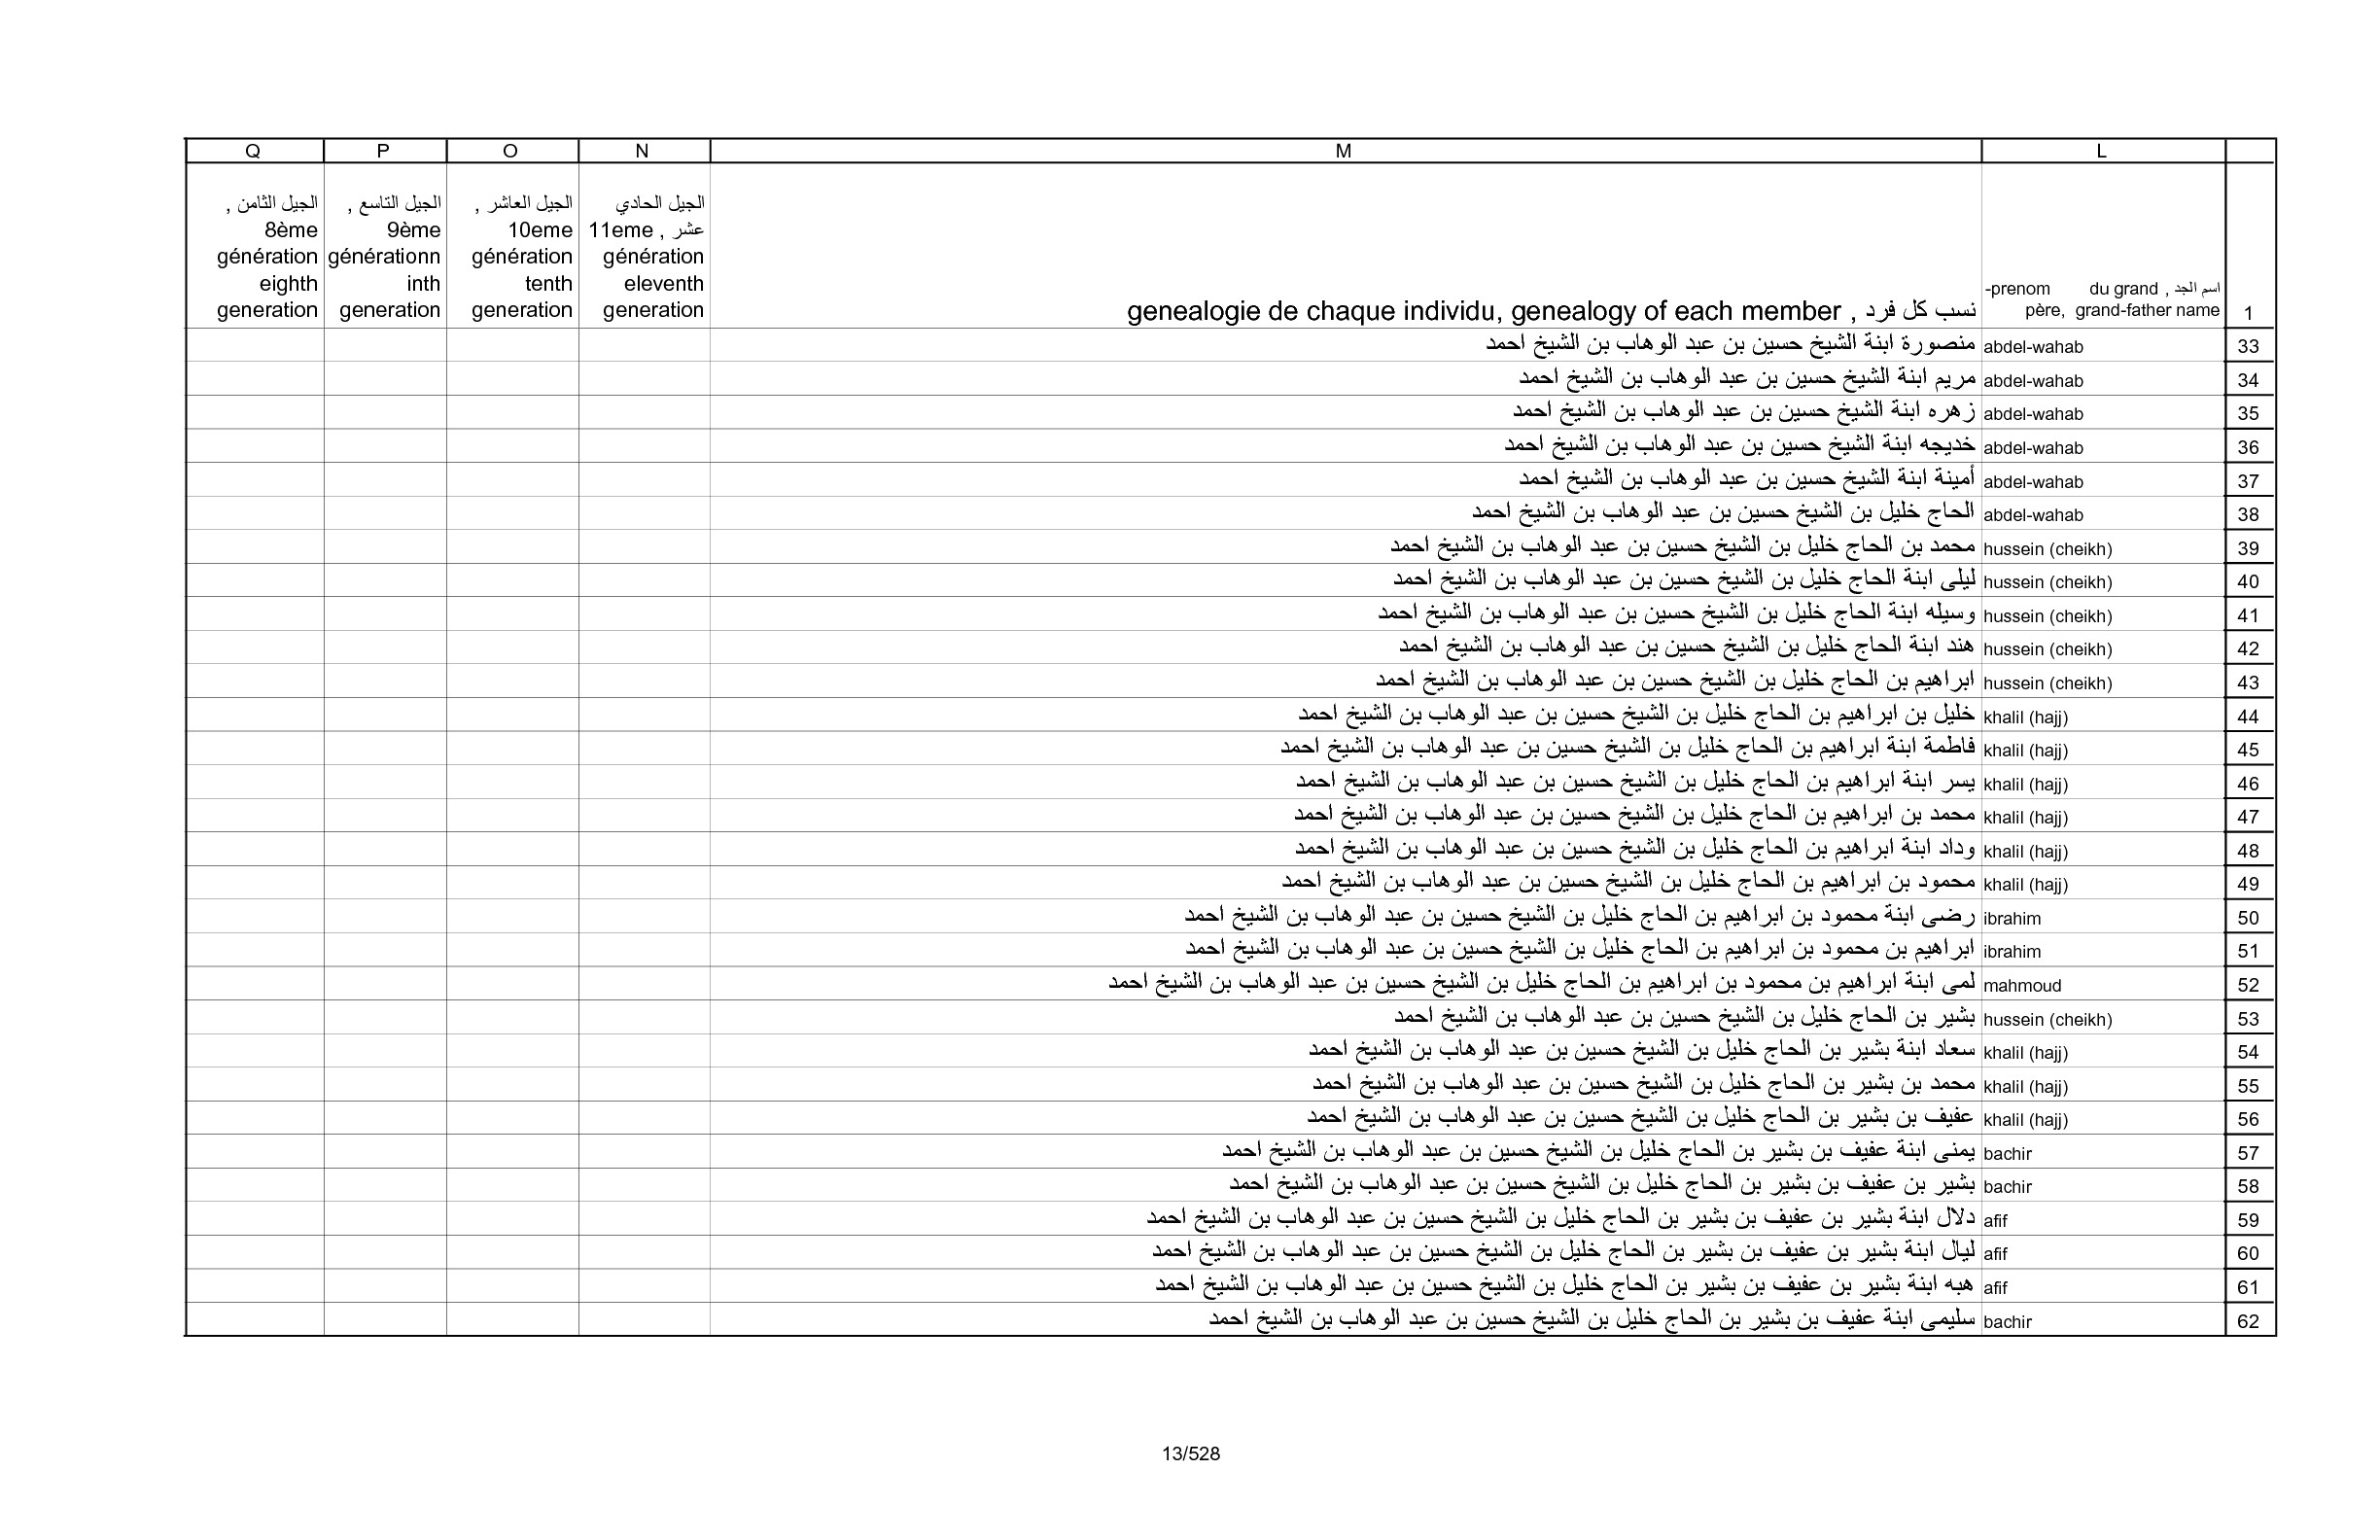 L M N O P Q
1 اسم الجد , prenom du grand-père, grand-father name نسب كل فرد , genealogie de chaque individu, genealogy of each member الجيل الحادي عشر , 11eme génération eleventh generation الجيل العاشر , 10eme génération tenth generation الجيل التاسع , 9ème générationn inth generation الجيل الثامن , 8ème génération eighth generation
33 abdel-wahab منصورة ابنة الشيخ حسين بن عبد الوهاب بن الشيخ احمد
34 abdel-wahab مريم ابنة الشيخ حسين بن عبد الوهاب بن الشيخ احمد
35 abdel-wahab زهره ابنة الشيخ حسين بن عبد الوهاب بن الشيخ احمد
36 abdel-wahab خديجه ابنة الشيخ حسين بن عبد الوهاب بن الشيخ احمد
37 abdel-wahab أمينة ابنة الشيخ حسين بن عبد الوهاب بن الشيخ احمد
38 abdel-wahab الحاج خليل بن الشيخ حسين بن عبد الوهاب بن الشيخ احمد
39 hussein (cheikh) محمد بن الحاج خليل بن الشيخ حسين بن عبد الوهاب بن الشيخ احمد
40 hussein (cheikh) ليلى ابنة الحاج خليل بن الشيخ حسين بن عبد الوهاب بن الشيخ احمد
41 hussein (cheikh) وسيله ابنة الحاج خليل بن الشيخ حسين بن عبد الوهاب بن الشيخ احمد
42 hussein (cheikh) هند ابنة الحاج خليل بن الشيخ حسين بن عبد الوهاب بن الشيخ احمد
43 hussein (cheikh) ابراهيم بن الحاج خليل بن الشيخ حسين بن عبد الوهاب بن الشيخ احمد
44 khalil (hajj) خليل بن ابراهيم بن الحاج خليل بن الشيخ حسين بن عبد الوهاب بن الشيخ احمد
45 khalil (hajj) فاطمة ابنة ابراهيم بن الحاج خليل بن الشيخ حسين بن عبد الوهاب بن الشيخ احمد
46 khalil (hajj) يسر ابنة ابراهيم بن الحاج خليل بن الشيخ حسين بن عبد الوهاب بن الشيخ احمد
47 khalil (hajj) محمد بن ابراهيم بن الحاج خليل بن الشيخ حسين بن عبد الوهاب بن الشيخ احمد
48 khalil (hajj) وداد ابنة ابراهيم بن الحاج خليل بن الشيخ حسين بن عبد الوهاب بن الشيخ احمد
49 khalil (hajj) محمود بن ابراهيم بن الحاج خليل بن الشيخ حسين بن عبد الوهاب بن الشيخ احمد
50 ibrahim رضى ابنة محمود بن ابراهيم بن الحاج خليل بن الشيخ حسين بن عبد الوهاب بن الشيخ احمد
51 ibrahim ابراهيم بن محمود بن ابراهيم بن الحاج خليل بن الشيخ حسين بن عبد الوهاب بن الشيخ احمد
52 mahmoud لمى ابنة ابراهيم بن محمود بن ابراهيم بن الحاج خليل بن الشيخ حسين بن عبد الوهاب بن الشيخ احمد
53 hussein (cheikh) بشير بن الحاج خليل بن الشيخ حسين بن عبد الوهاب بن الشيخ احمد
54 khalil (hajj) سعاد ابنة بشير بن الحاج خليل بن الشيخ حسين بن عبد الوهاب بن الشيخ احمد
55 khalil (hajj) محمد بن بشير بن الحاج خليل بن الشيخ حسين بن عبد الوهاب بن الشيخ احمد
56 khalil (hajj) عفيف بن بشير بن الحاج خليل بن الشيخ حسين بن عبد الوهاب بن الشيخ احمد
57 bachir يمنى ابنة عفيف بن بشير بن الحاج خليل بن الشيخ حسين بن عبد الوهاب بن الشيخ احمد
58 bachir بشير بن عفيف بن بشير بن الحاج خليل بن الشيخ حسين بن عبد الوهاب بن الشيخ احمد
59 afif دلال ابنة بشير بن عفيف بن بشير بن الحاج خليل بن الشيخ حسين بن عبد الوهاب بن الشيخ احمد
60 afif ليال ابنة بشير بن عفيف بن بشير بن الحاج خليل بن الشيخ حسين بن عبد الوهاب بن الشيخ احمد
61 afif هبه ابنة بشير بن عفيف بن بشير بن الحاج خليل بن الشيخ حسين بن عبد الوهاب بن الشيخ احمد
62 bachir سليمى ابنة عفيف بن بشير بن الحاج خليل بن الشيخ حسين بن عبد الوهاب بن الشيخ احمد
13/528